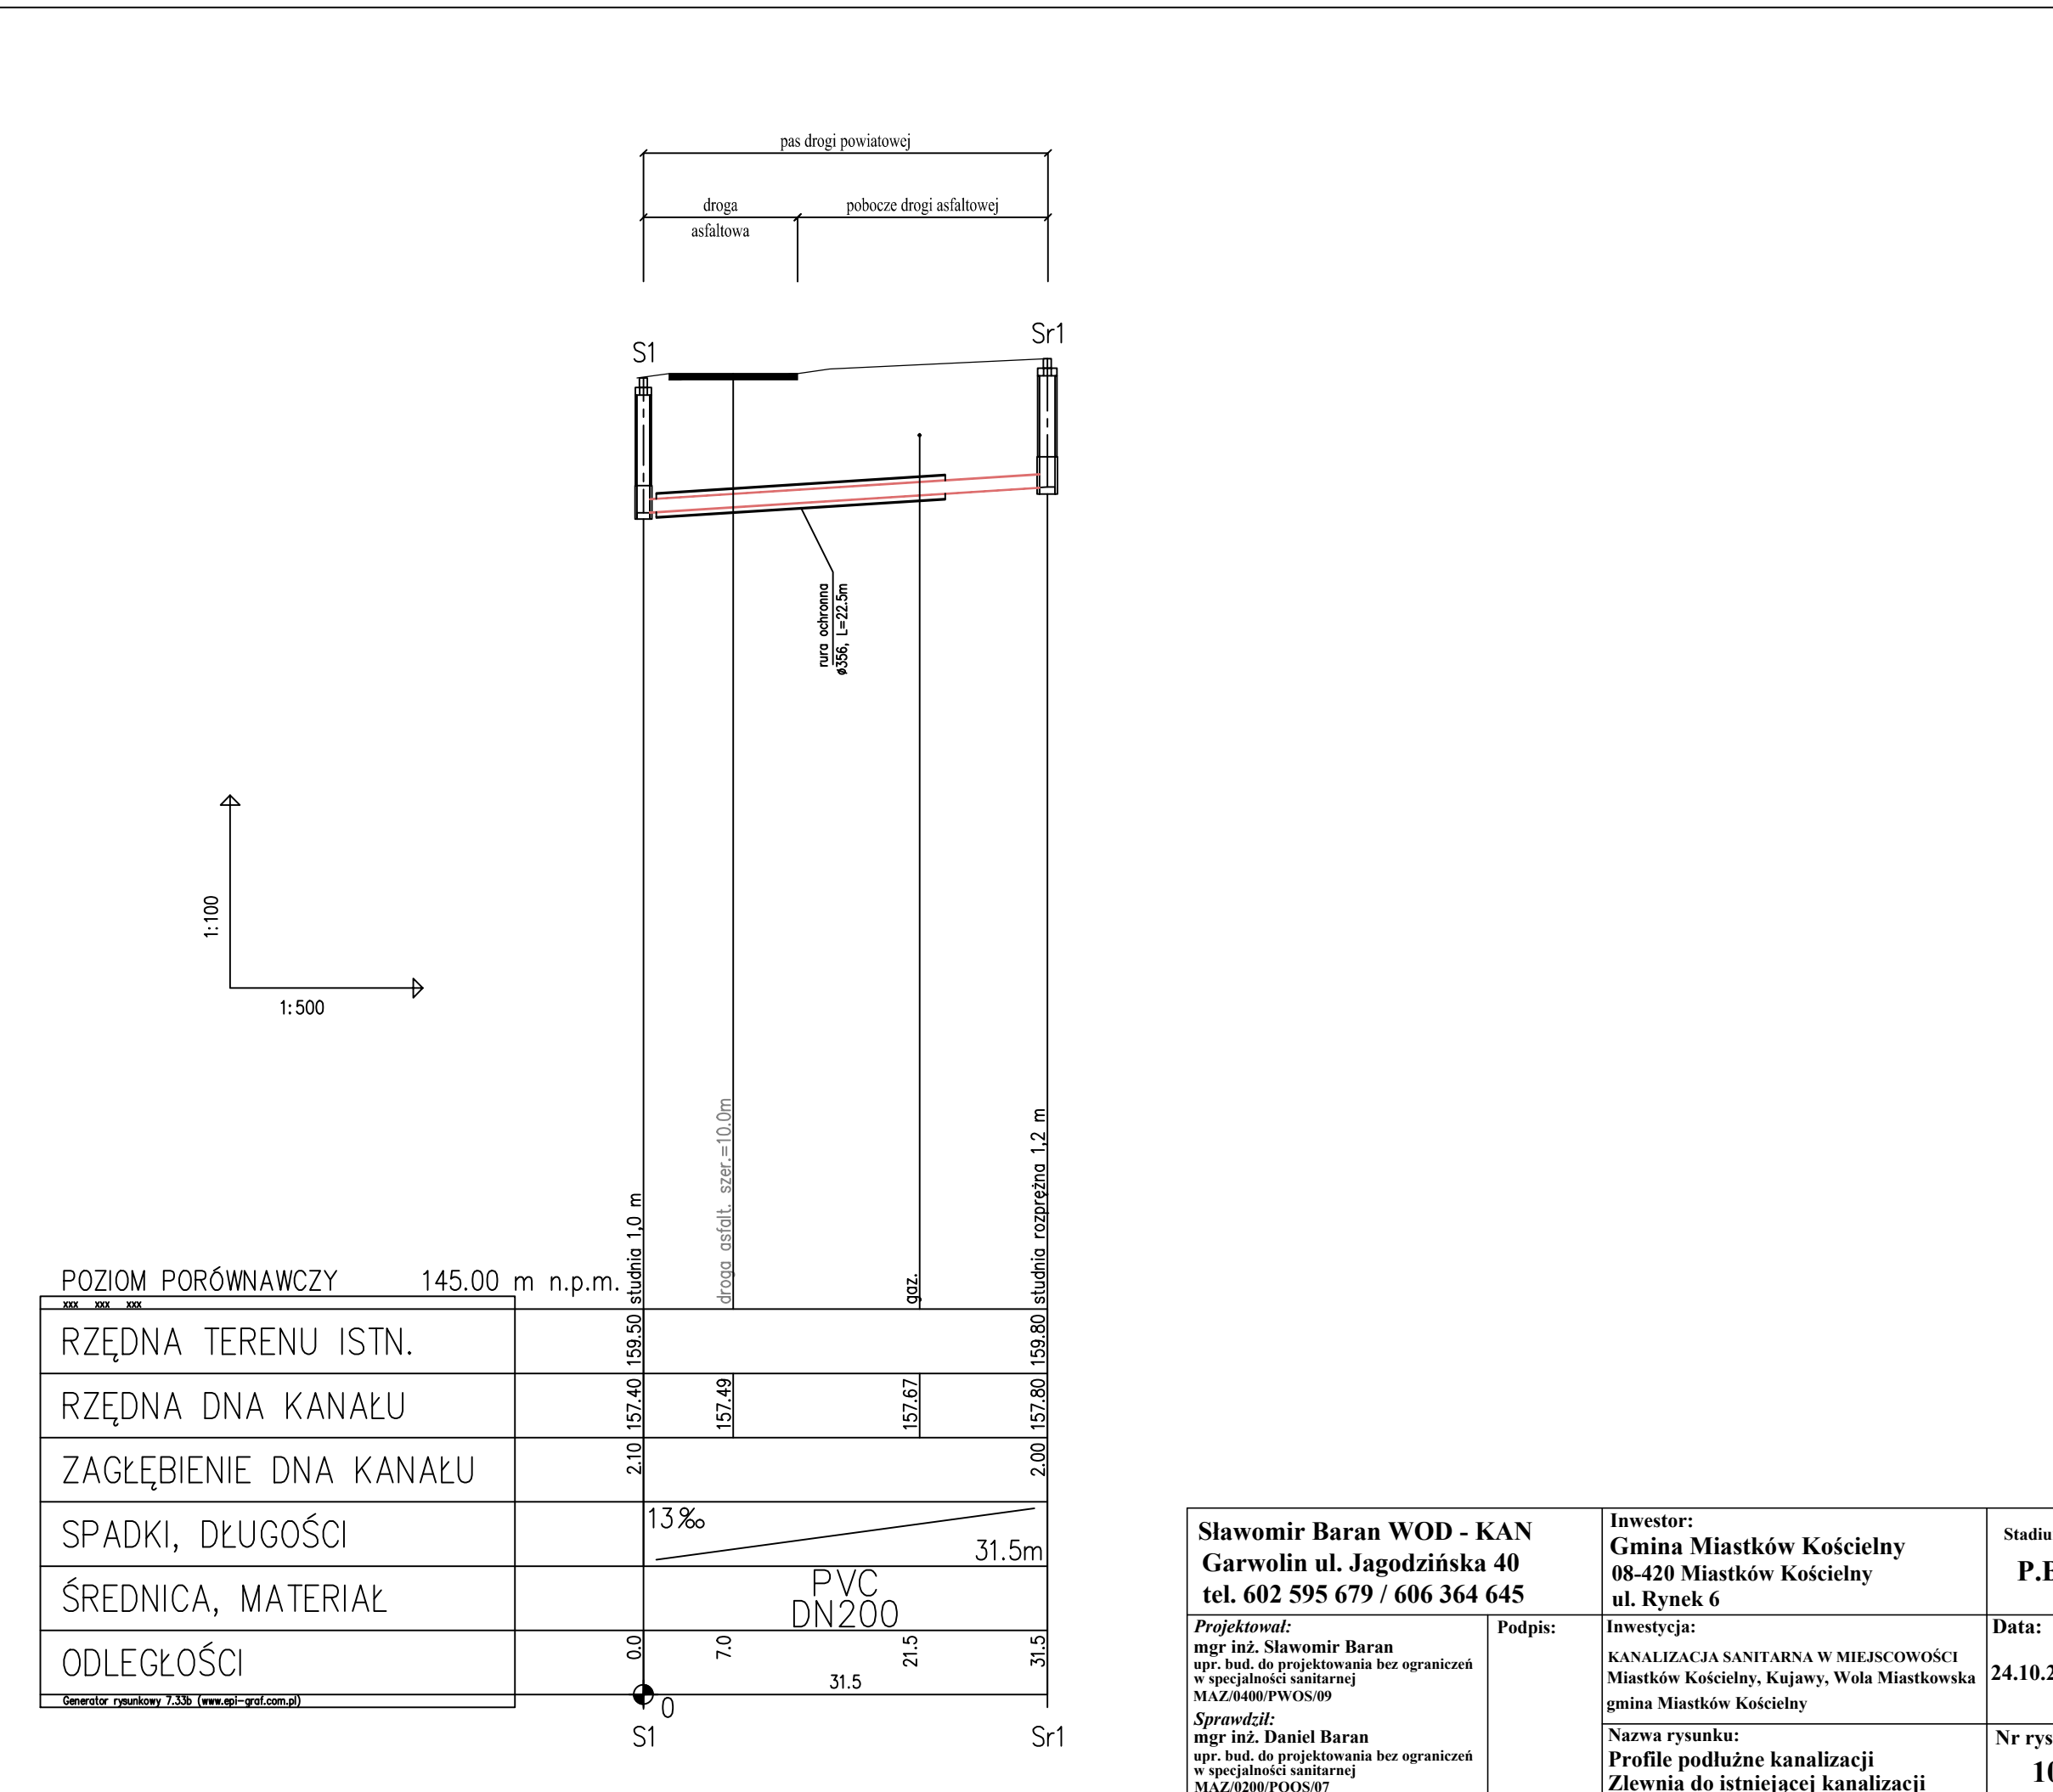 pas drogi powiatowej
droga
asfaltowa
pobocze drogi asfaltowej
S1
Sr1
rura ochronna
ø356, L=22.5m
1:100
1:500
studnia 1,0 m
droga asfalt. szer.=10.0m
gaz.
studnia rozprężna 1,2 m
POZIOM PORÓWNAWCZY 145.00 m n.p.m.
xxx xxx xxx
RZĘDNA TERENU ISTN. 159.50 159.80
RZĘDNA DNA KANAŁU 157.40 157.49 157.67 157.80
ZAGŁĘBIENIE DNA KANAŁU 2.10 2.00
SPADKI, DŁUGOŚCI 13‰ 31.5m
ŚREDNICA, MATERIAŁ PVC
DN200
ODLEGŁOŚCI 0.0 7.0 21.5 31.5
31.5
Generator rysunkowy 7.33b (www.epi-graf.com.pl)
0
S1
Sr1
Sławomir Baran WOD - KAN
Garwolin ul. Jagodzińska 40
tel. 602 595 679 / 606 364 645
Inwestor:
Gmina Miastków Kościelny
08-420 Miastków Kościelny
ul. Rynek 6
Projektował:
mgr inż. Sławomir Baran
upr. bud. do projektowania bez ograniczeń
w specjalności sanitarnej
MAZ/0400/PWOS/09
Sprawdził:
mgr inż. Daniel Baran
upr. bud. do projektowania bez ograniczeń
w specjalności sanitarnej
MAZ/0200/POOS/07
Podpis:
Inwestycja:
KANALIZACJA SANITARNA W MIEJSCOWOŚCI
Miastków Kościelny, Kujawy, Wola Miastkowska
gmina Miastków Kościelny
Data:
24.10.2
Nazwa rysunku:
Profile podłużne kanalizacji
Zlewnia do istniejącej kanalizacji
Nr rys
10